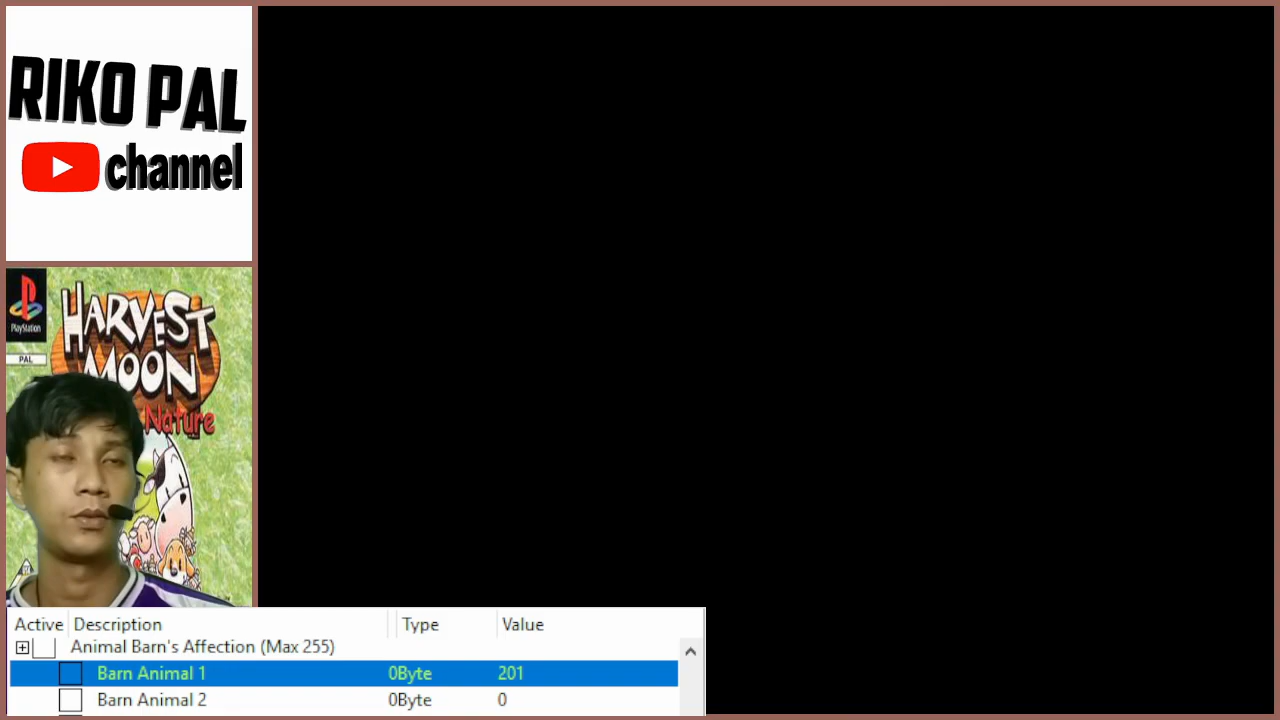 RIKO PAL
channel
PlayStation
PAL
HARVEST
MOON
Nature
Active Description Type Value
Animal Barn's Affection (Max 255)
Barn Animal 1 0Byte 201
Barn Animal 2 0Byte 0